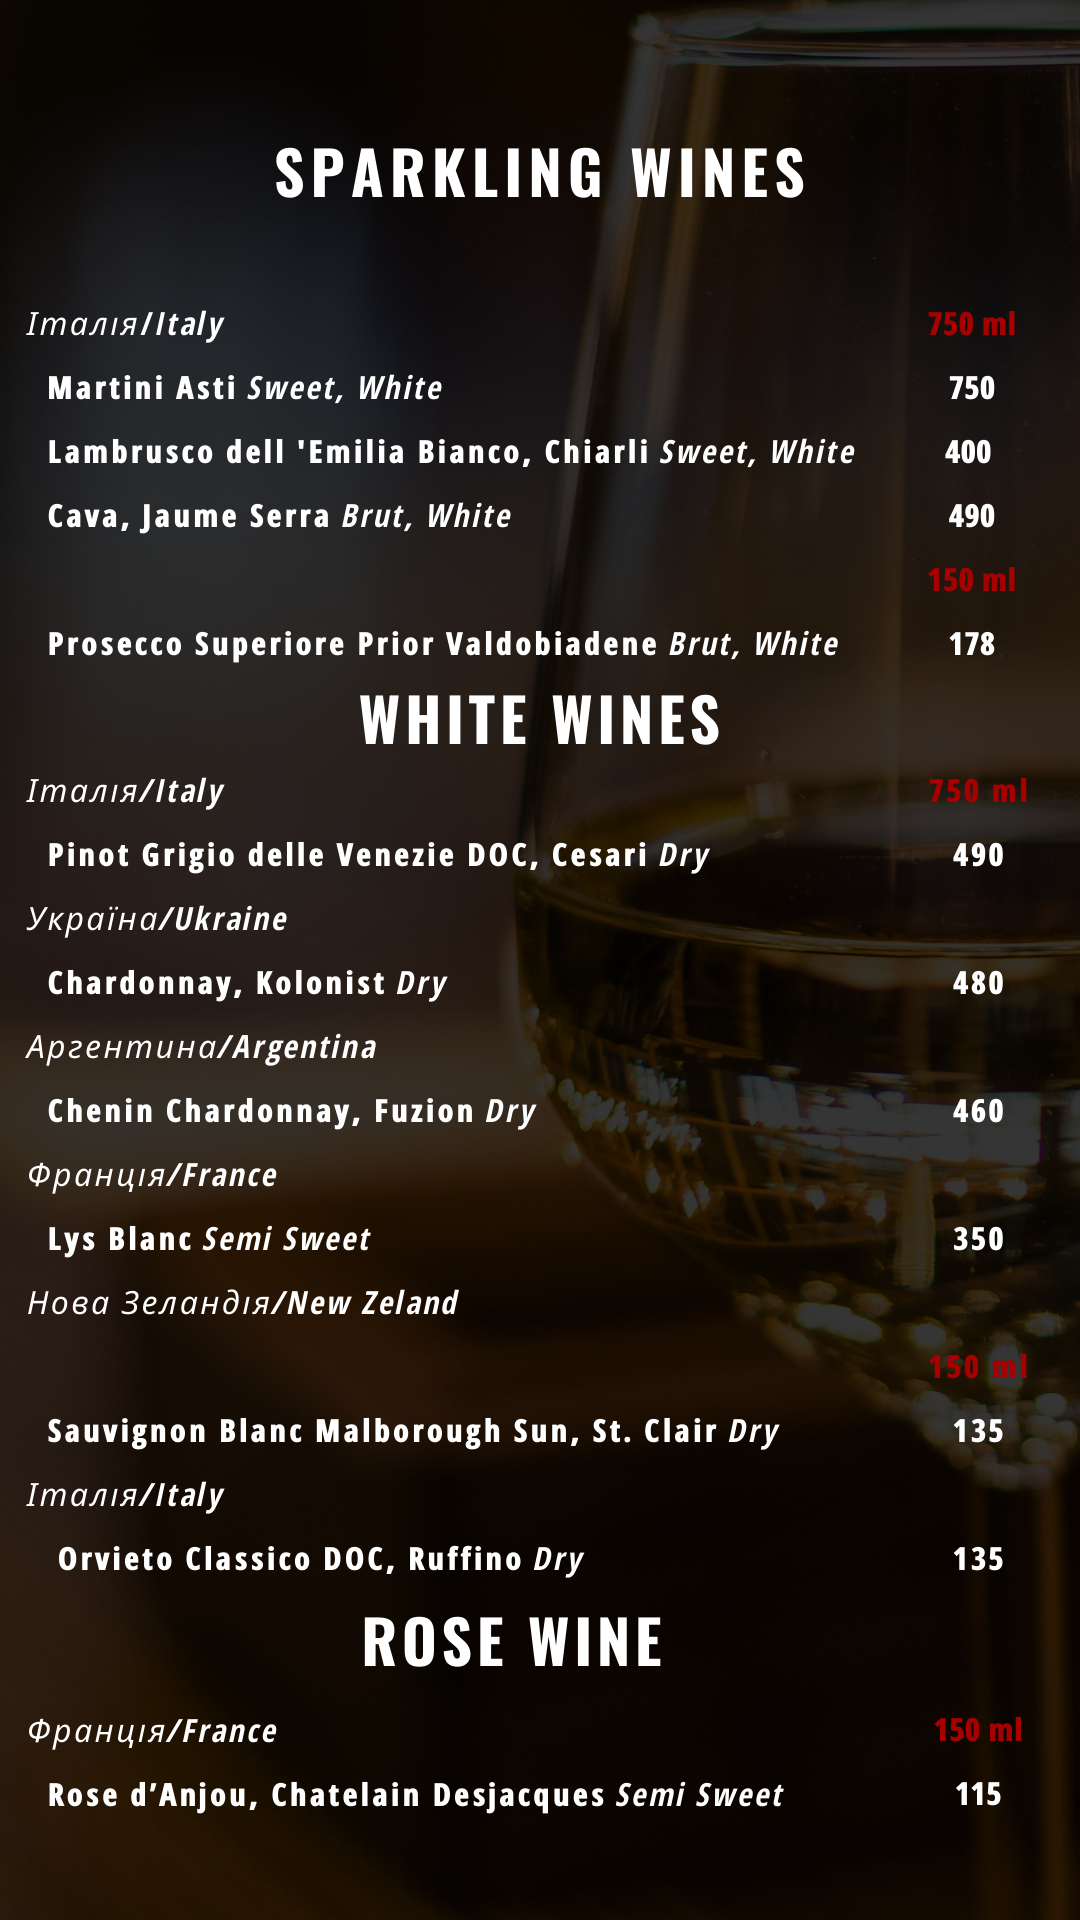 SPARKLING WINES
Італія/Italy 750 ml
Martini Asti Sweet, White 750
Lambrusco dell 'Emilia Bianco, Chiarli Sweet, White 400
Cava, Jaume Serra Brut, White 490
150 ml
Prosecco Superiore Prior Valdobiadene Brut, White 178
WHITE WINES
Італія/Italy 750 ml
Pinot Grigio delle Venezie DOC, Cesari Dry 490
Україна/Ukraine
Chardonnay, Kolonist Dry 480
Аргентина/Argentina
Chenin Chardonnay, Fuzion Dry 460
Франція/France
Lys Blanc Semi Sweet 350
Нова Зеландія/New Zeland
150 ml
Sauvignon Blanc Malborough Sun, St. Clair Dry 135
Італія/Italy
Orvieto Classico DOC, Ruffino Dry 135
ROSE WINE
Франція/France 150 ml
Rose d’Anjou, Chatelain Desjacques Semi Sweet 115